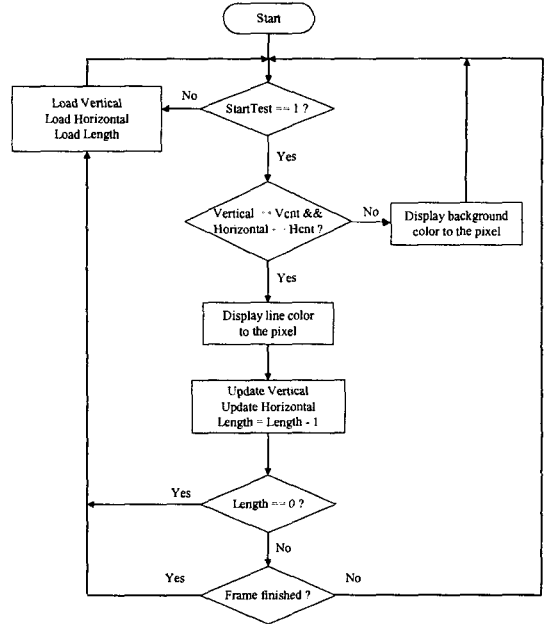 Start
StartTest == 1 ?
No
Load Vertical
Load Horizontal
Load Length
Yes
Vertical == Vcnt &&
Horizontal == Hcnt ?
No
Display background
color to the pixel
Yes
Display line color
to the pixel
Update Vertical
Update Horizontal
Length = Length - 1
Yes
Length == 0 ?
No
Yes
Frame finished ?
No